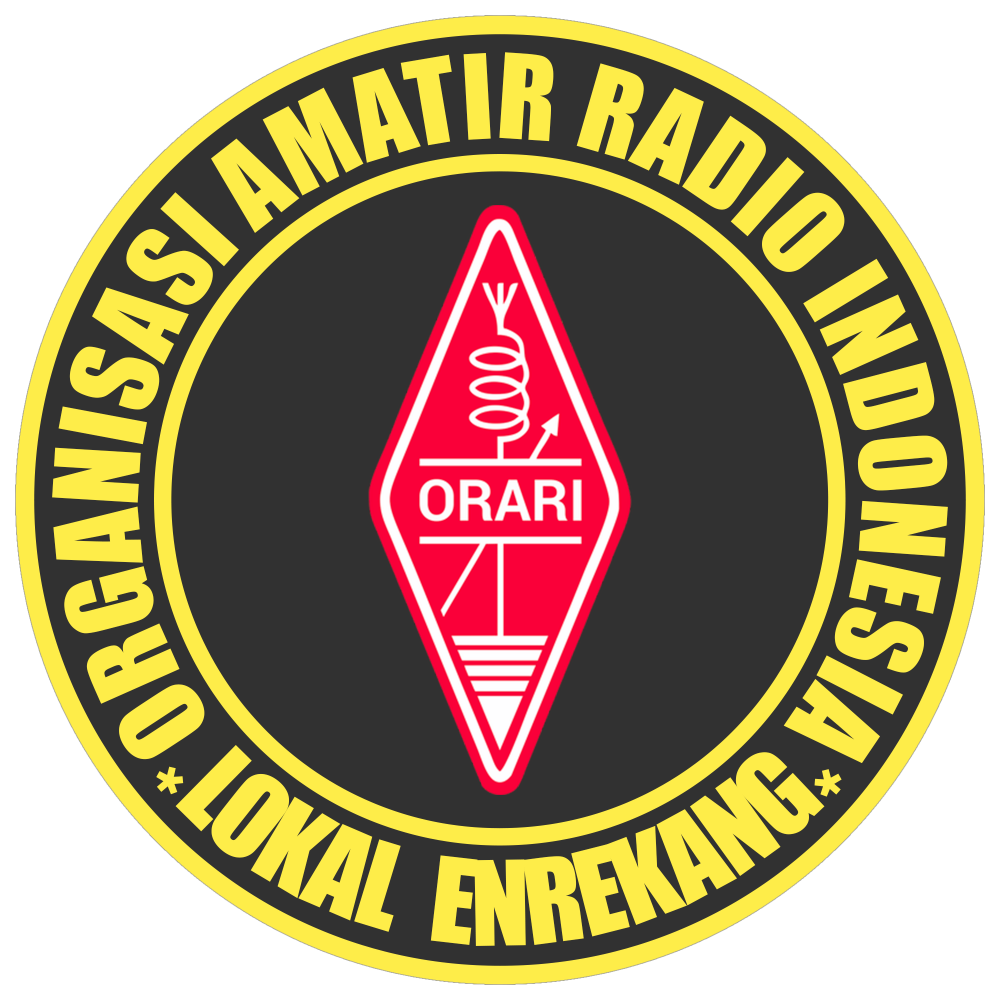 ORGANISASI AMATIR RADIO INDONESIA
ORARI
* LOKAL ENREKANG *